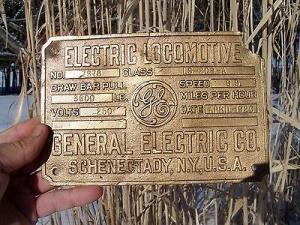 ELECTRIC LOCOMOTIVE
NO. CLASS
DRAW BAR PULL SPEED
LB. MILES PER HOUR
VOLTS 250 GE DATE
GENERAL ELECTRIC CO.
SCHENECTADY, N.Y., U.S.A.